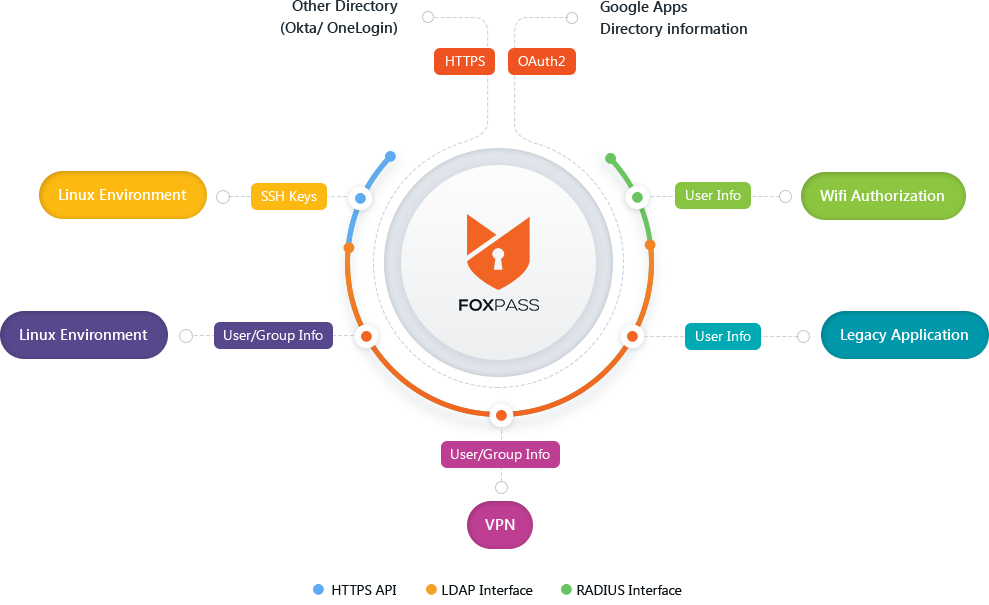 Other Directory
(Okta/ OneLogin)
Google Apps
Directory information
HTTPS
OAuth2
Linux Environment
SSH Keys
User Info
Wifi Authorization
FOXPASS
Linux Environment
User/Group Info
User Info
Legacy Application
User/Group Info
VPN
HTTPS API
LDAP Interface
RADIUS Interface